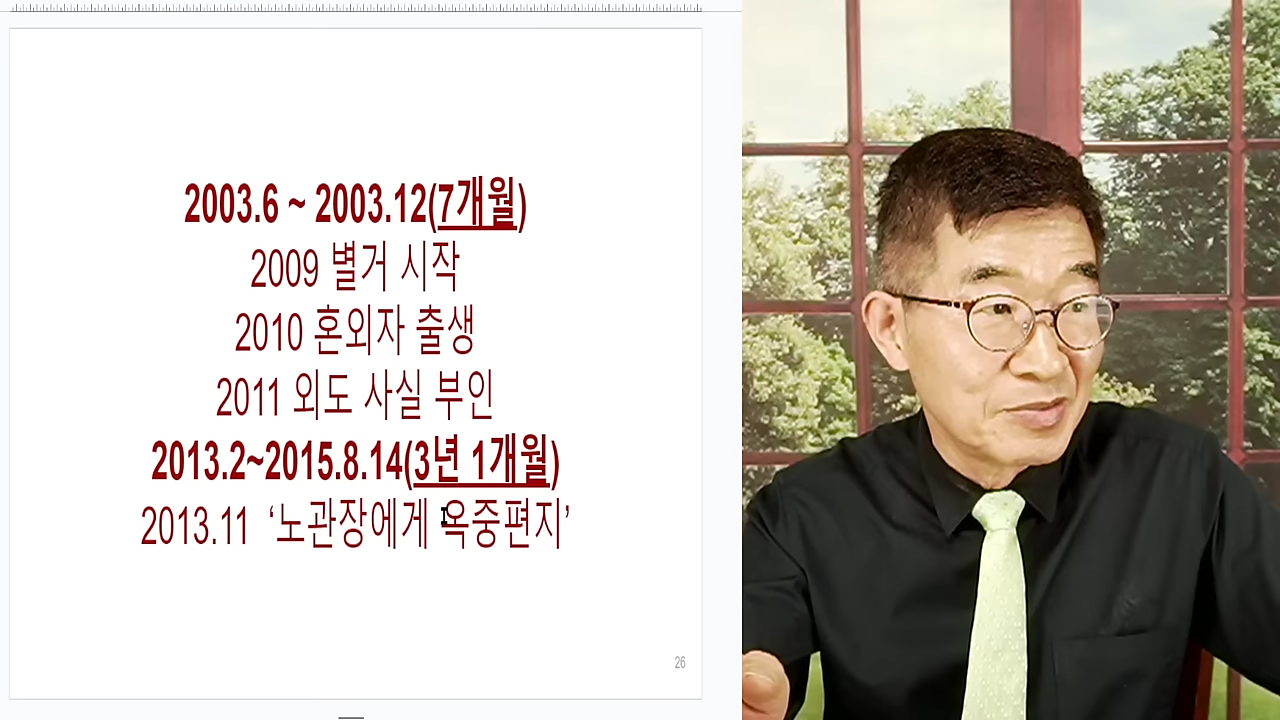 2003.6 ~ 2003.12(7개월)
2009 별거 시작
2010 혼외자 출생
2011 외도 사실 부인
2013.2~2015.8.14(3년 1개월)
2013.11 ‘노관장에게 옥중편지’
26